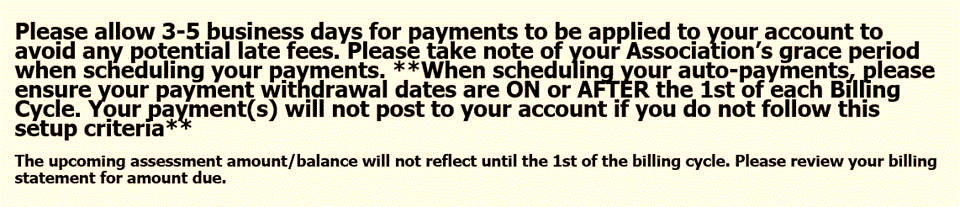 Please allow 3-5 business days for payments to be applied to your account to
avoid any potential late fees. Please take note of your Association’s grace period
when scheduling your payments. **When scheduling your auto-payments, please
ensure your payment withdrawal dates are ON or AFTER the 1st of each Billing
Cycle. Your payment(s) will not post to your account if you do not follow this
setup criteria**
The upcoming assessment amount/balance will not reflect until the 1st of the billing cycle. Please review your billing
statement for amount due.